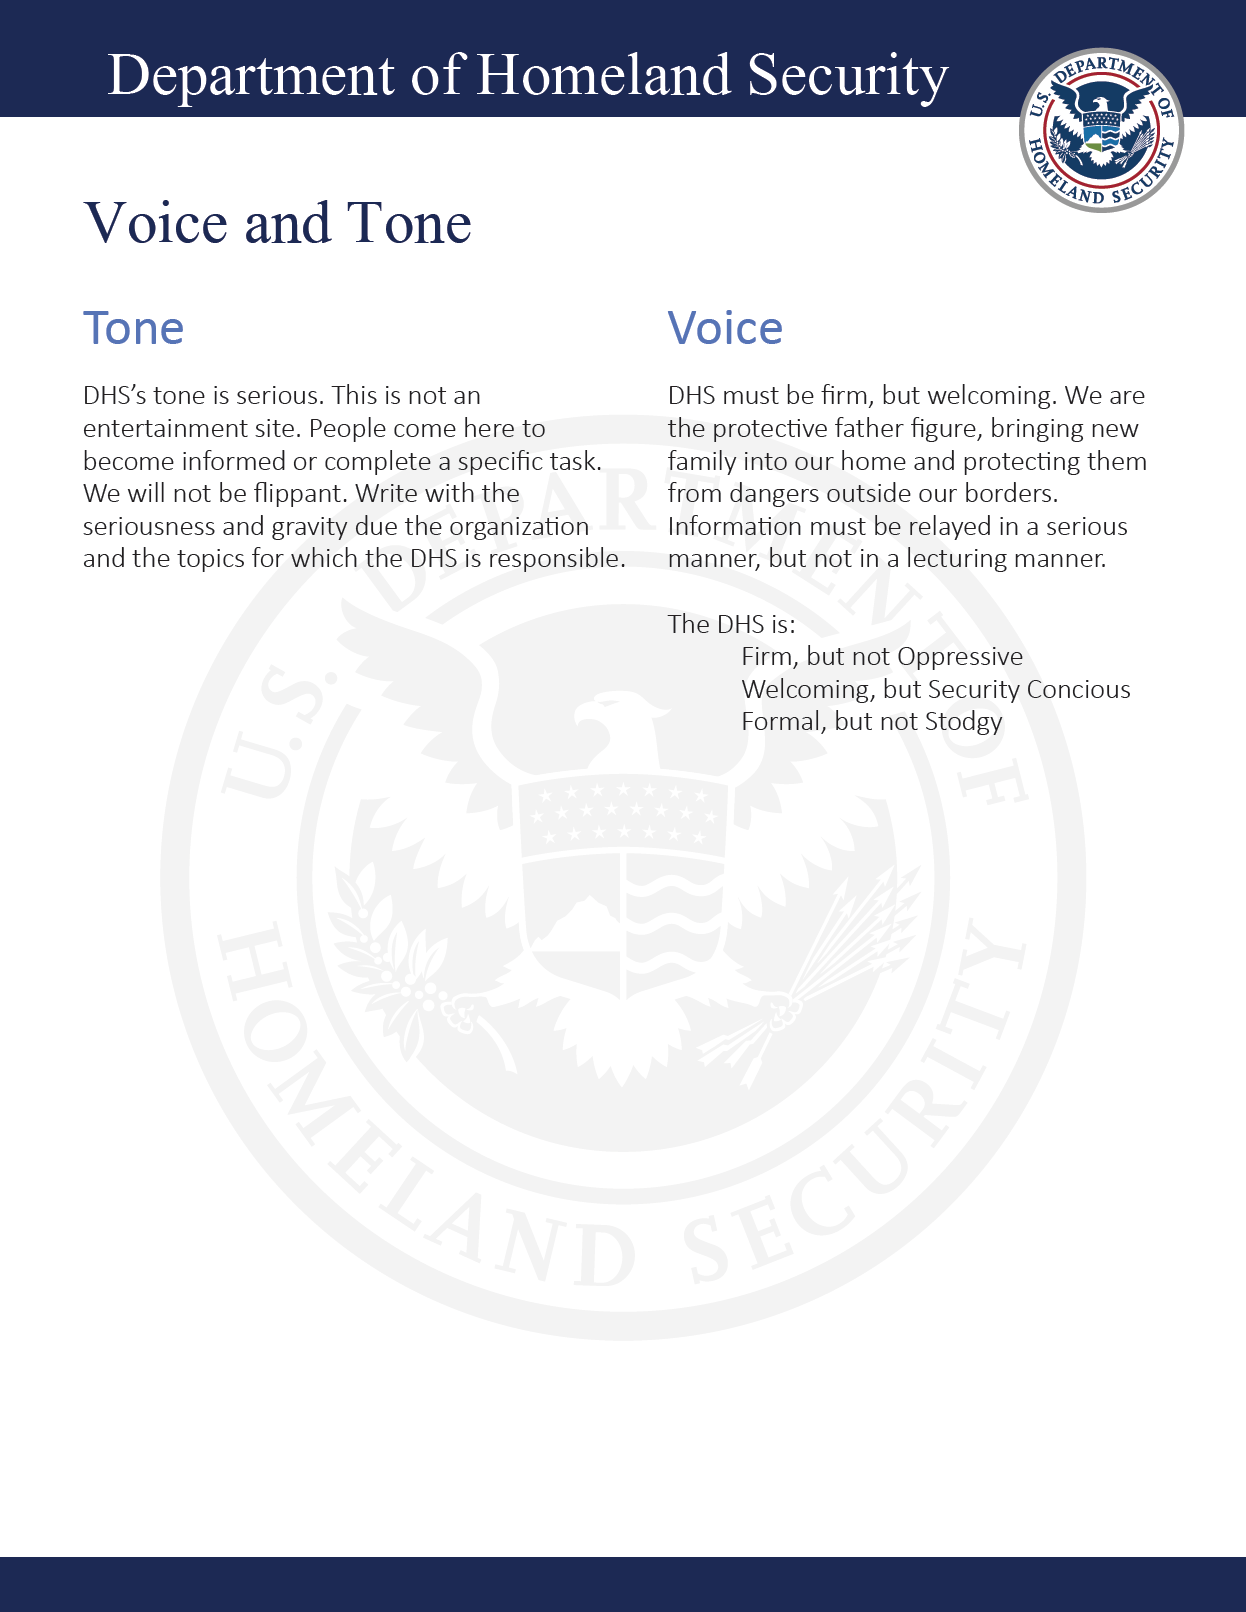 Department of Homeland Security
U.S. DEPARTMENT OF
HOMELAND SECURITY
Voice and Tone
Tone
DHS’s tone is serious. This is not an
entertainment site. People come here to
become informed or complete a specific task.
We will not be flippant. Write with the
seriousness and gravity due the organization
and the topics for which the DHS is responsible.
Voice
DHS must be firm, but welcoming. We are
the protective father figure, bringing new
family into our home and protecting them
from dangers outside our borders.
Information must be relayed in a serious
manner, but not in a lecturing manner.
The DHS is:
Firm, but not Oppressive
Welcoming, but Security Concious
Formal, but not Stodgy
U.S. DEPARTMENT OF
HOMELAND SECURITY